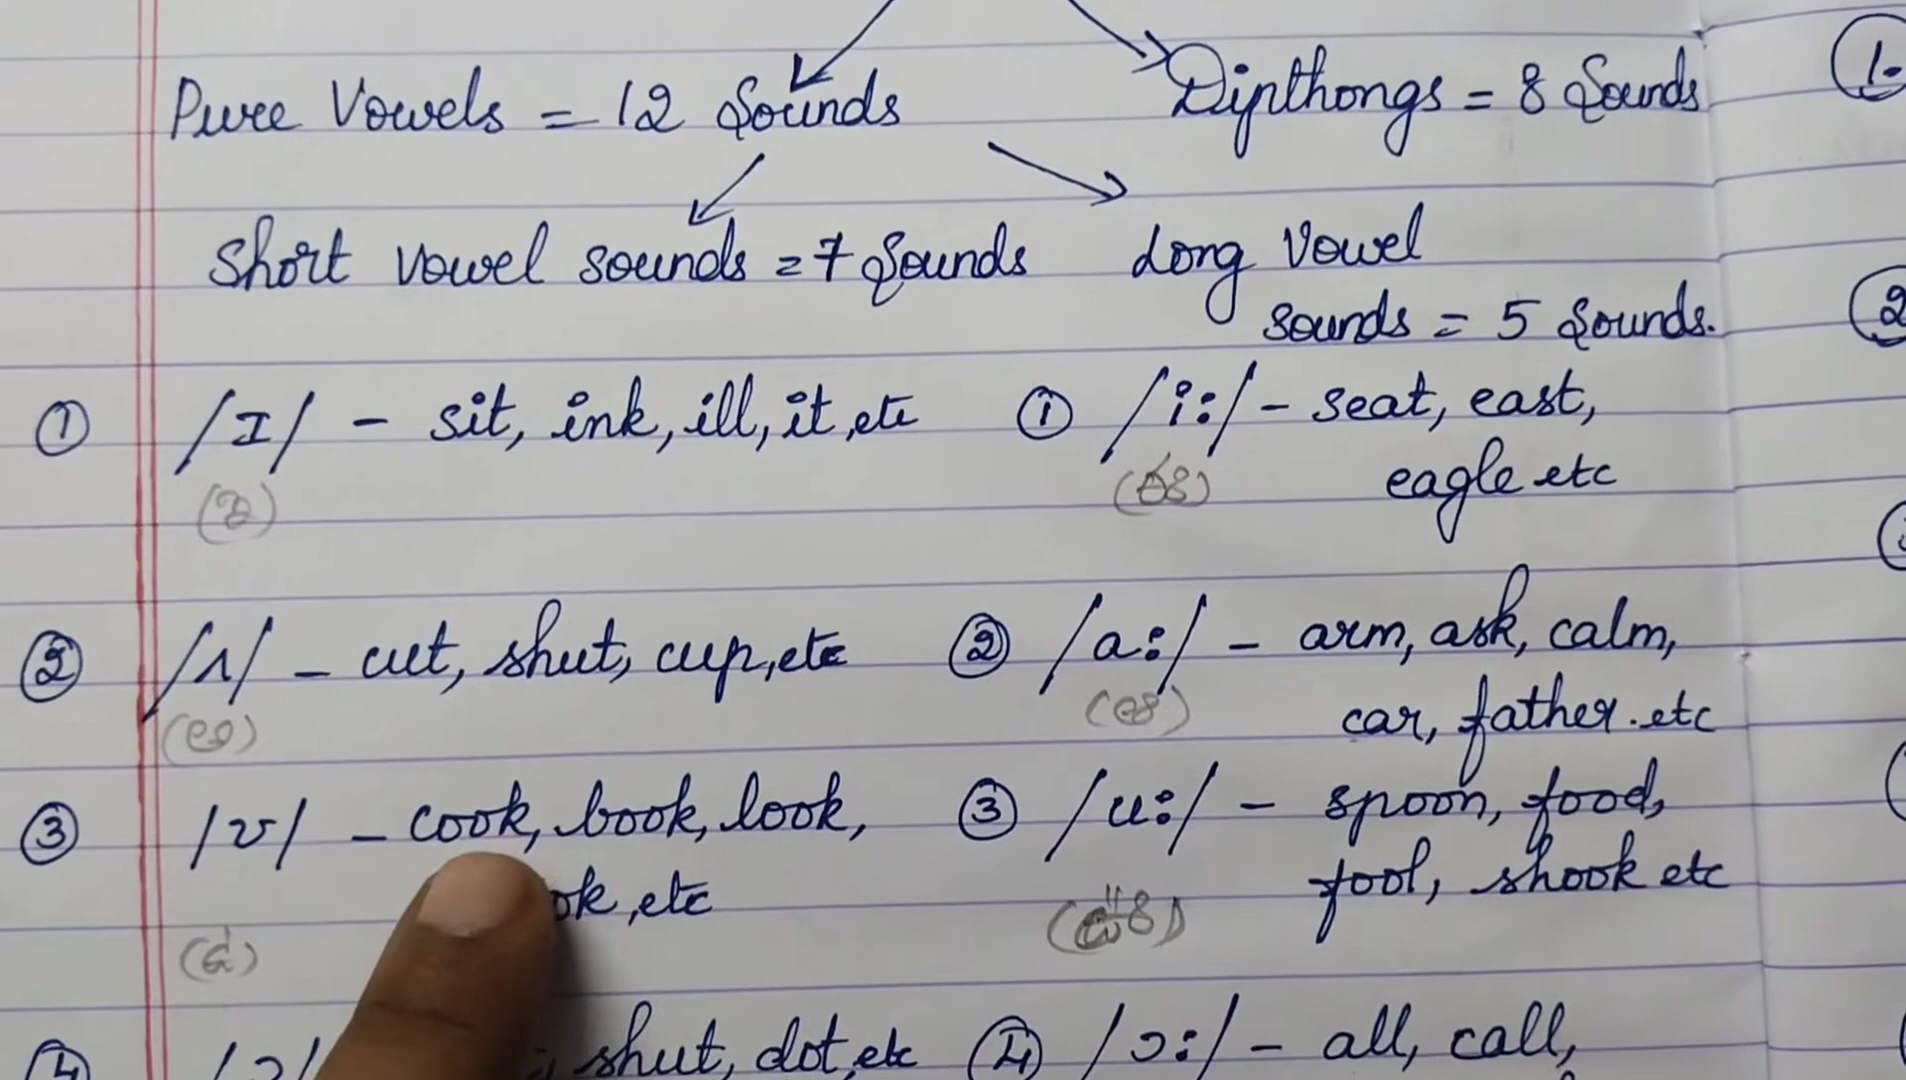 Pure Vowels = 12 Sounds
Dipthongs = 8 Sounds
1.
Short vowel sounds = 7 Sounds
Long Vowel
sounds = 5 Sounds.
2
① /I/ - sit, ink, ill, it, etc
① /i:/ - seat, east,
eagle etc
② /ʌ/ - cut, shut, cup, etc
② /a:/ - arm, ask, calm,
car, father. etc
③ /ʊ/ - cook, book, look,
etc
③ /u:/ - spoon, food,
fool, shook etc
④ shut, dot, etc
④ /ɔ:/ - all, call,